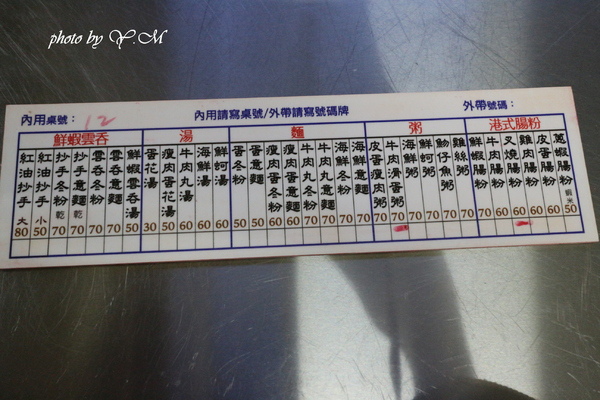 photo by Y.M
內用桌號：12
內用請寫桌號/外帶請寫號碼牌
外帶號碼：
鮮蝦雲吞
紅油抄手 大 80
紅油抄手 小 50
抄手冬粉 乾 70
抄手意麵 乾 70
雲吞冬粉 70
雲吞意麵 70
鮮蝦雲吞湯 50
湯
蛋花湯 30
瘦肉蛋花湯 50
牛肉丸湯 60
海鮮湯 60
鮮蚵湯 60
麵
蛋冬粉 50
蛋意麵 50
瘦肉蛋冬粉 60
瘦肉蛋意麵 60
牛肉丸冬粉 70
牛肉丸意麵 70
海鮮冬粉 70
海鮮意麵 70
粥
皮蛋瘦肉粥 70
牛肉滑蛋粥 70
海鮮粥 70
鮮蚵粥 70
魩仔魚粥 70
雞絲粥 70
港式腸粉
鮮蝦腸粉 70
牛肉腸粉 60
叉燒腸粉 60
雞肉腸粉 60
皮蛋腸粉 60
蔥蝦腸粉 蝦米 50